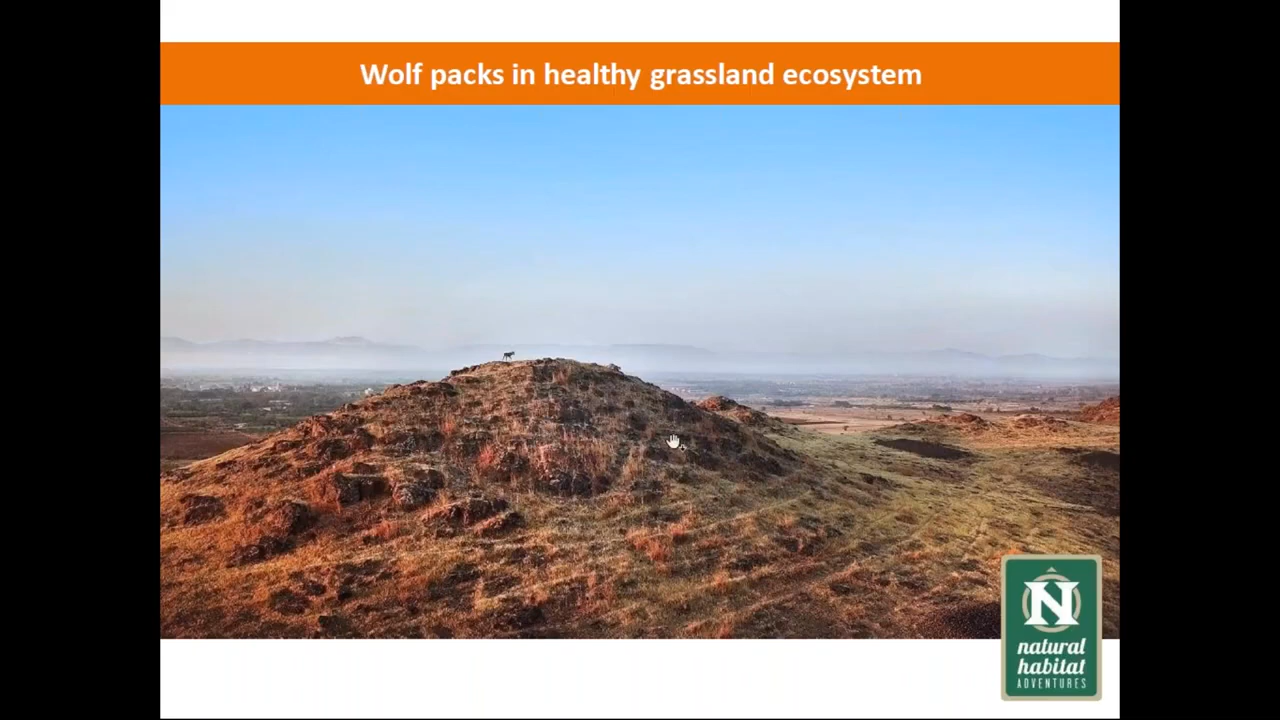 Wolf packs in healthy grassland ecosystem
N
natural
habitat
ADVENTURES